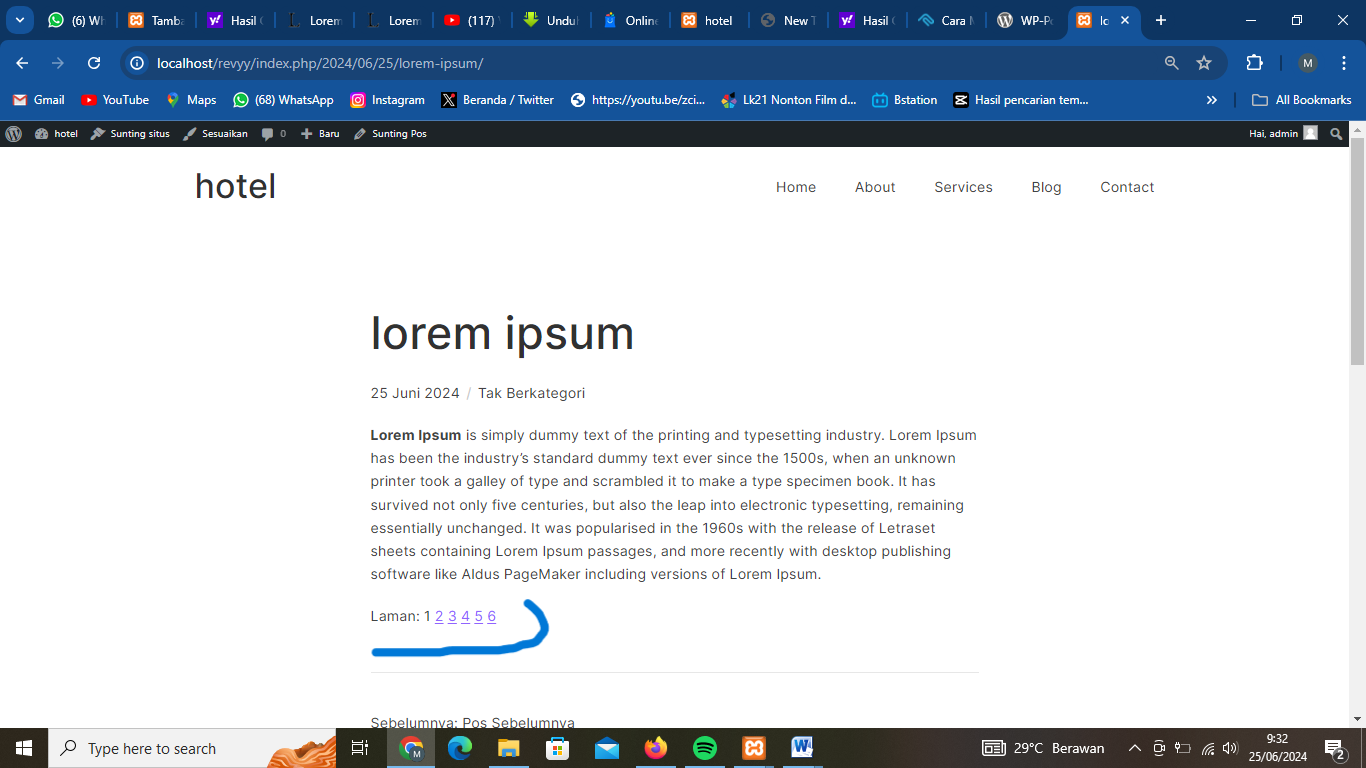 (6) Wh
Tamba
Hasil
Lorem
Lorem
(117)
Undu
Online
hotel
New T
Hasil
Cara
WP-Po
lo
localhost/revyy/index.php/2024/06/25/lorem-ipsum/
M
Gmail
YouTube
Maps
(68) WhatsApp
Instagram
Beranda / Twitter
https://youtu.be/zci...
Lk21 Nonton Film d...
Bstation
Hasil pencarian tem...
All Bookmarks
hotel
Sunting situs
Sesuaikan
0
Baru
Sunting Pos
Hai, admin
hotel
Home
About
Services
Blog
Contact
lorem ipsum
25 Juni 2024 / Tak Berkategori
Lorem Ipsum is simply dummy text of the printing and typesetting industry. Lorem Ipsum
has been the industry’s standard dummy text ever since the 1500s, when an unknown
printer took a galley of type and scrambled it to make a type specimen book. It has
survived not only five centuries, but also the leap into electronic typesetting, remaining
essentially unchanged. It was popularised in the 1960s with the release of Letraset
sheets containing Lorem Ipsum passages, and more recently with desktop publishing
software like Aldus PageMaker including versions of Lorem Ipsum.
Laman: 1 2 3 4 5 6
Sebelumnya: Pos Sebelumnya
Type here to search
29°C Berawan
9:32
25/06/2024
2